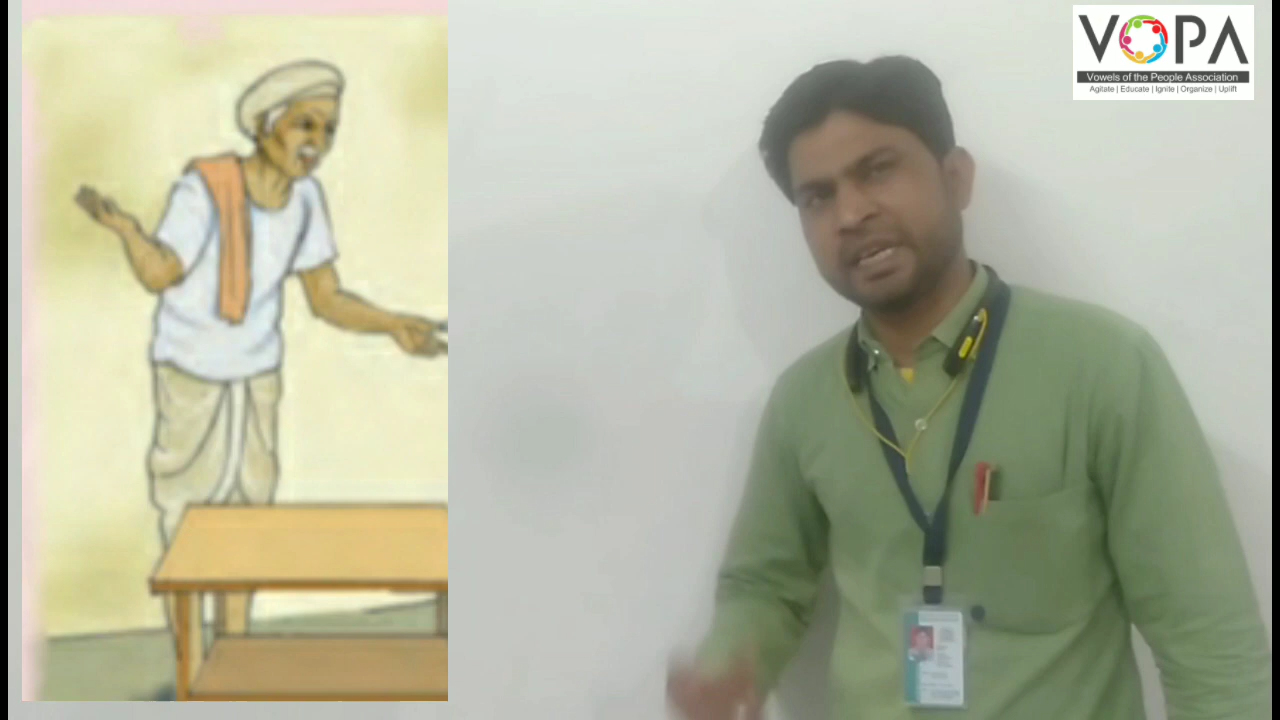 VOPA
Vowels of the People Association
Agitate | Educate | Ignite | Organize | Uplift